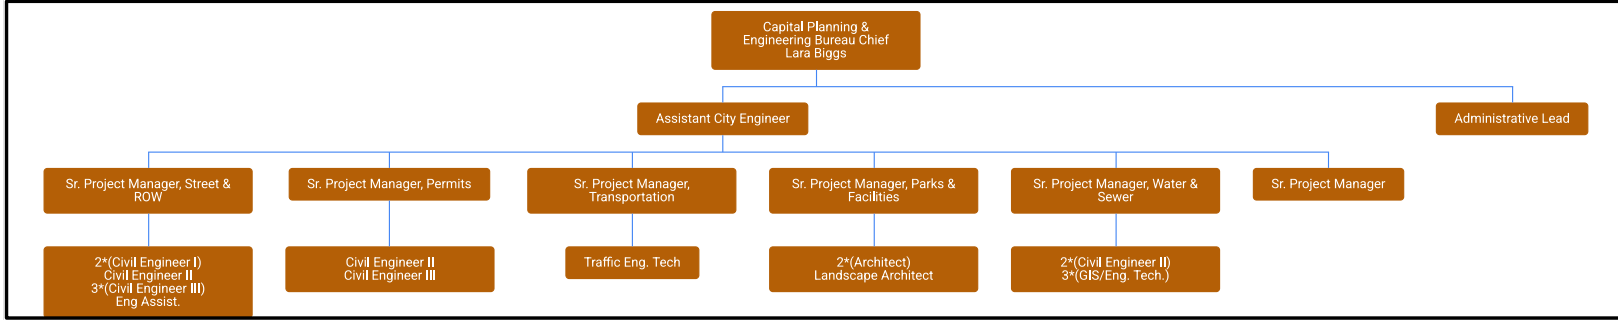 Capital Planning &
Engineering Bureau Chief
Lara Biggs
Assistant City Engineer
Administrative Lead
Sr. Project Manager, Street &
ROW
Sr. Project Manager, Permits
Sr. Project Manager,
Transportation
Sr. Project Manager, Parks &
Facilities
Sr. Project Manager, Water &
Sewer
Sr. Project Manager
2*(Civil Engineer I)
Civil Engineer II
3*(Civil Engineer III)
Eng Assist.
Civil Engineer II
Civil Engineer III
Traffic Eng. Tech
2*(Architect)
Landscape Architect
2*(Civil Engineer II)
3*(GIS/Eng. Tech.)